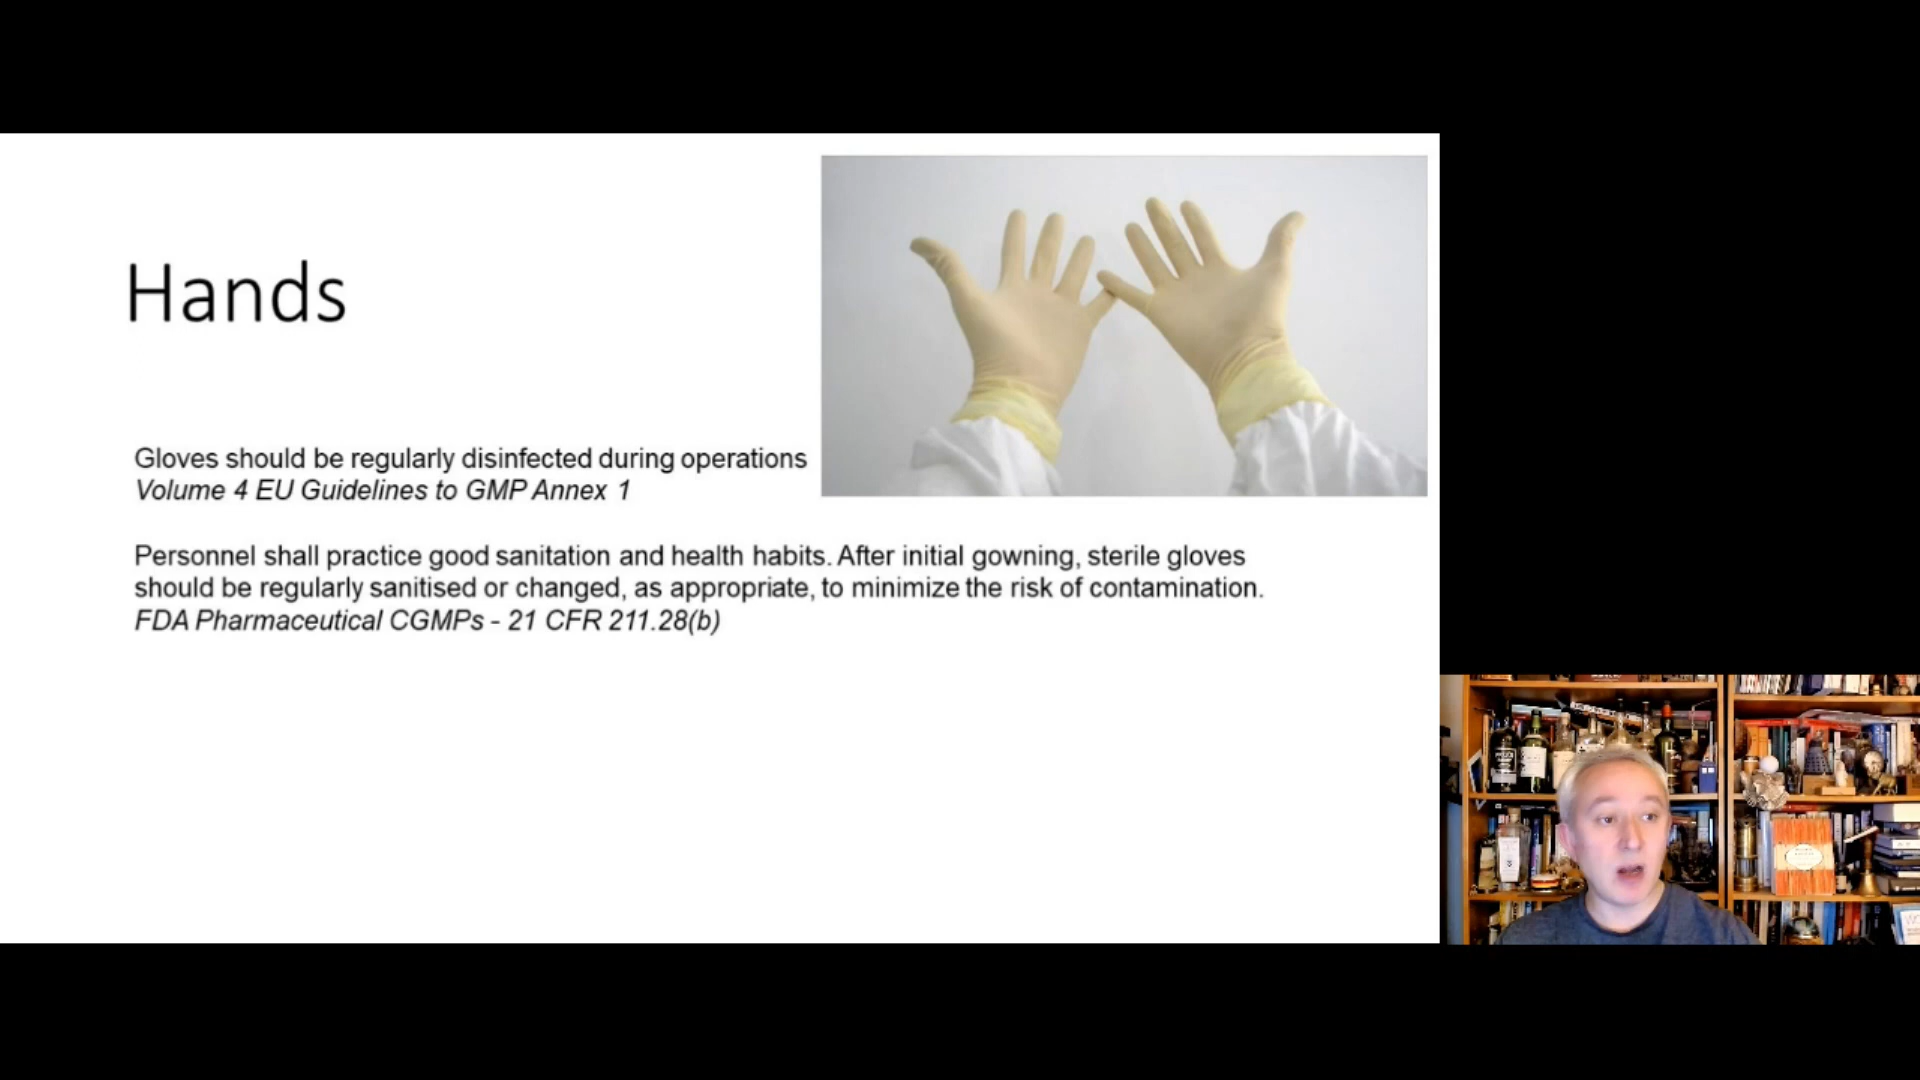 Hands
Gloves should be regularly disinfected during operations
Volume 4 EU Guidelines to GMP Annex 1
Personnel shall practice good sanitation and health habits. After initial gowning, sterile gloves
should be regularly sanitised or changed, as appropriate, to minimize the risk of contamination.
FDA Pharmaceutical CGMPs - 21 CFR 211.28(b)